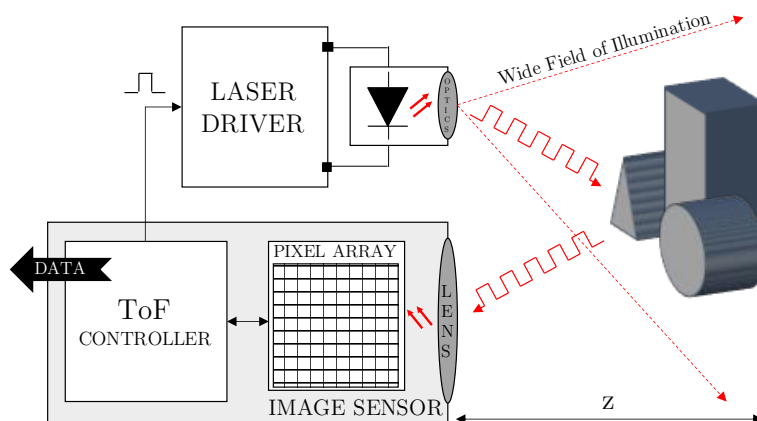 Wide Field of Illumination
LASER
DRIVER
OPTICS
DATA
PIXEL ARRAY
ToF
CONTROLLER
LENS
IMAGE SENSOR
Z